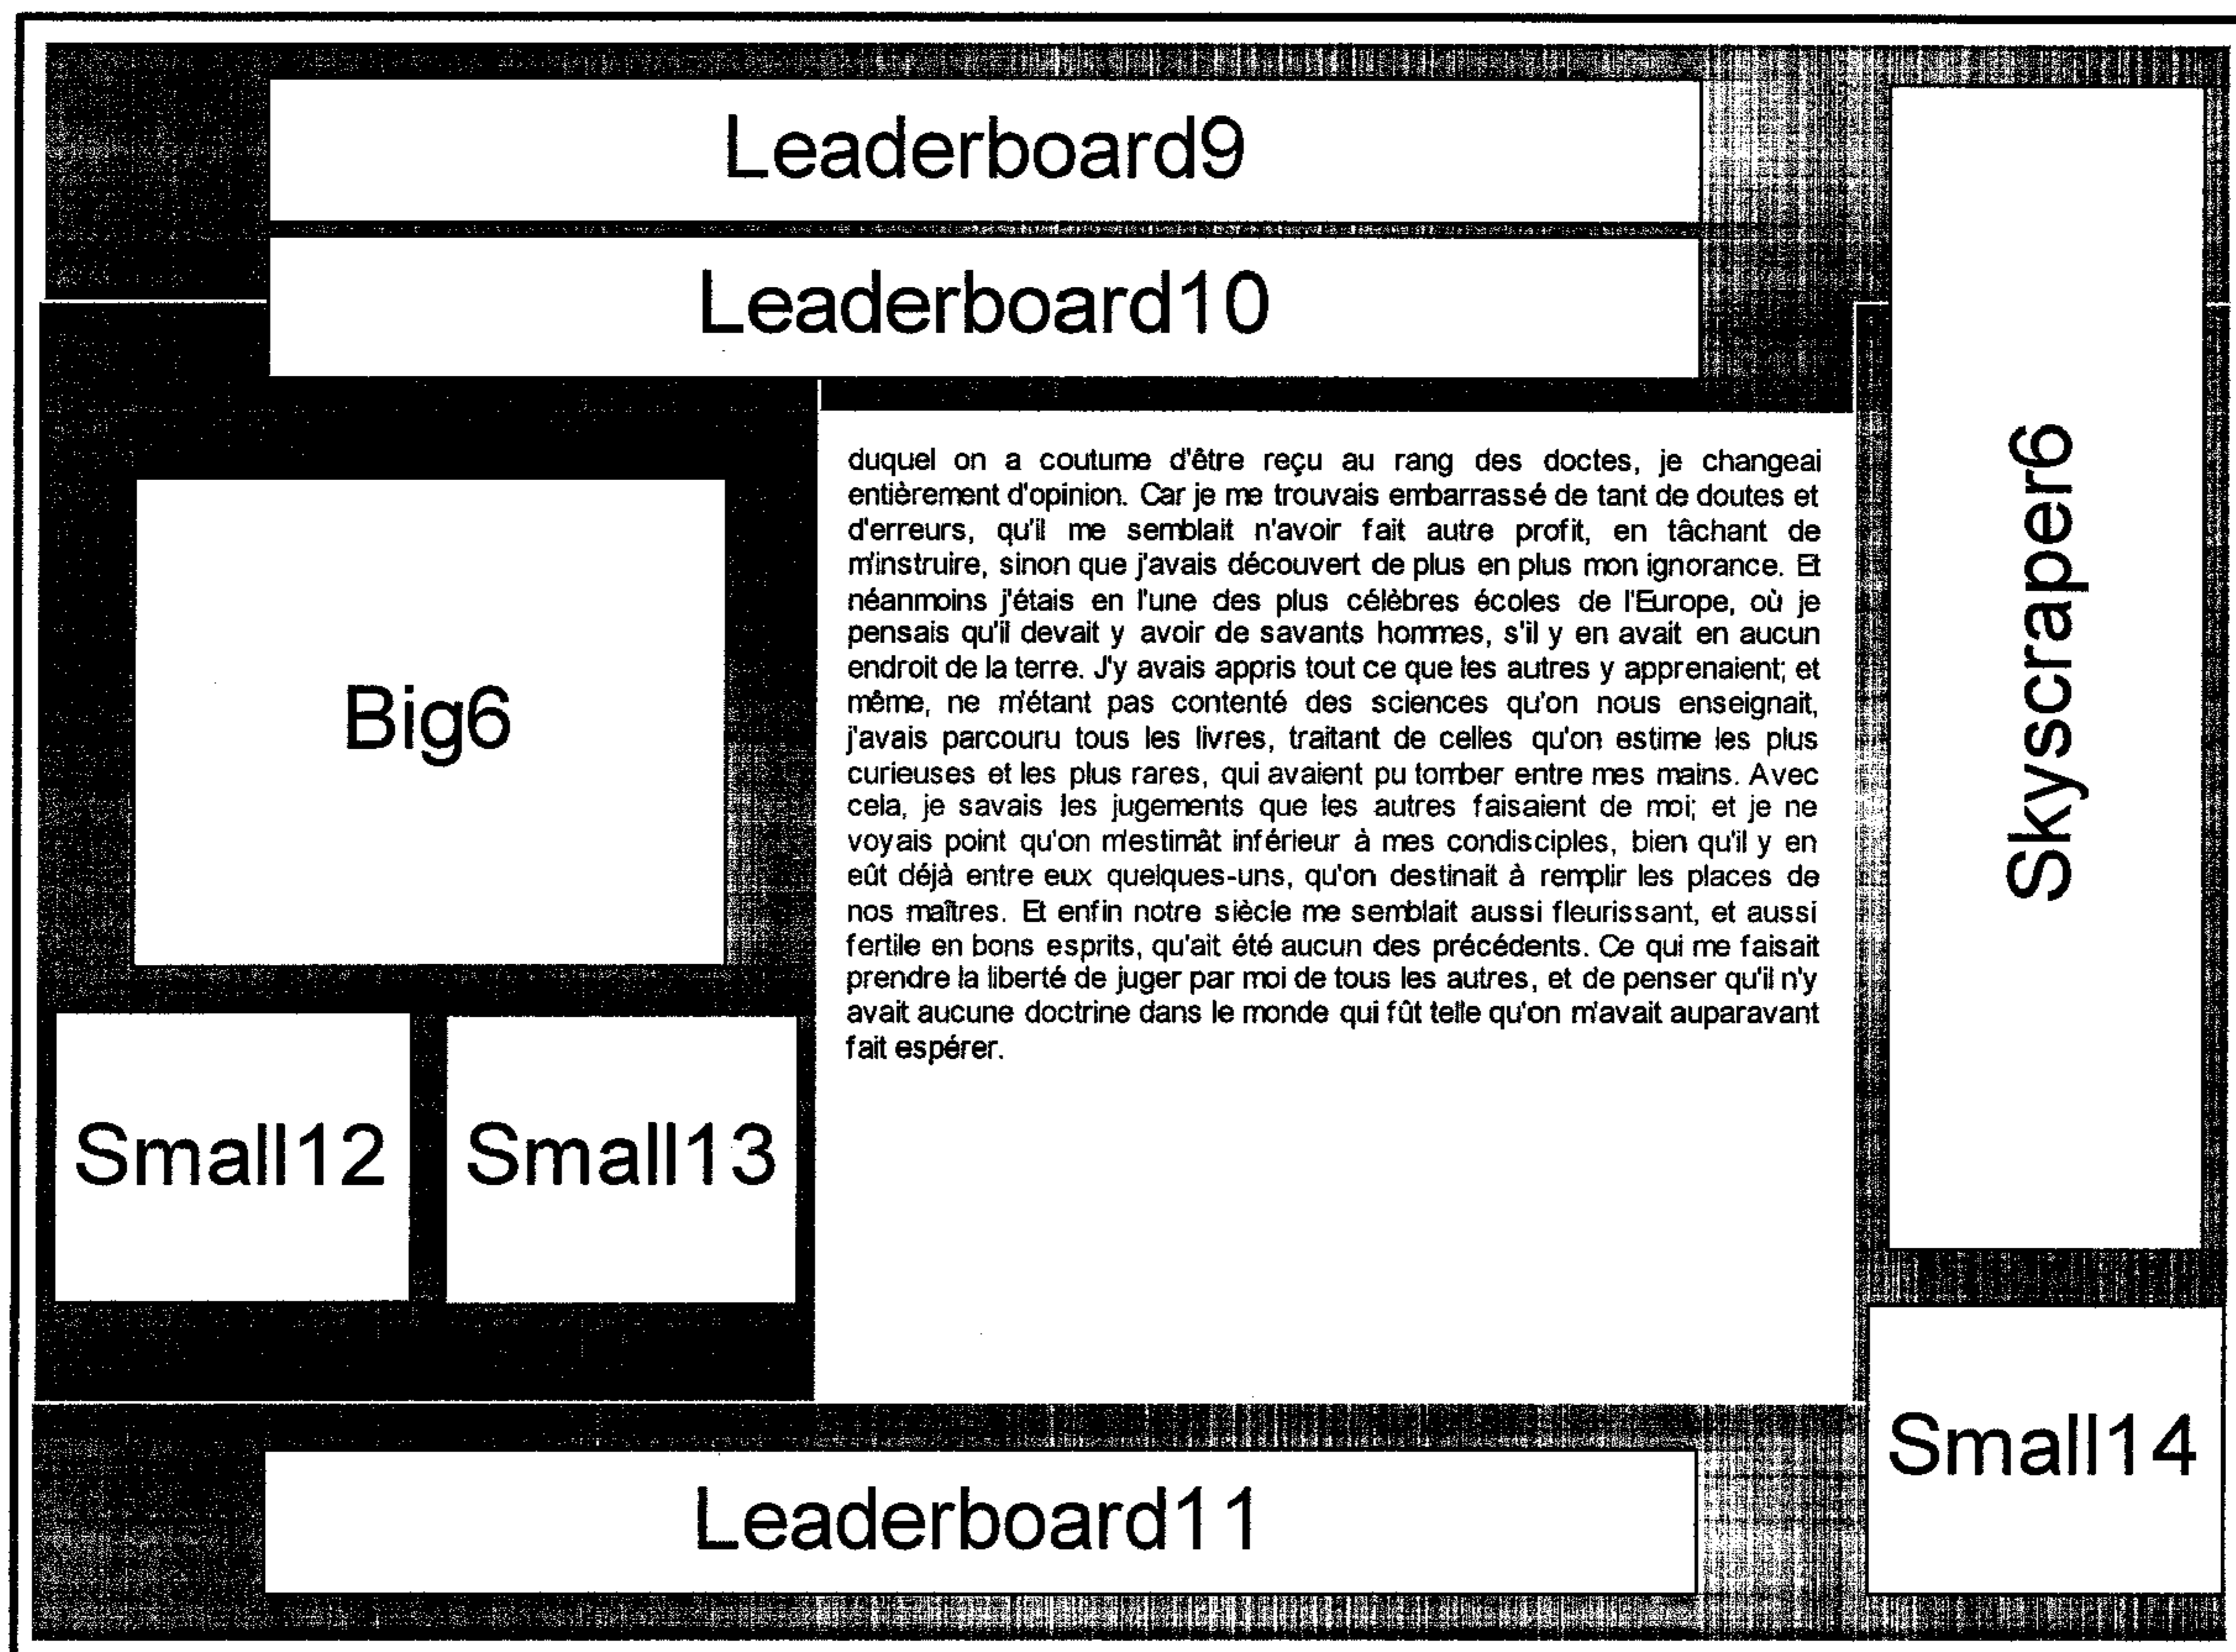 Leaderboard9
Leaderboard10
Skyscraper6
Big6
duquel on a coutume d'être reçu au rang des doctes, je changeai
entièrement d'opinion. Car je me trouvais embarrassé de tant de doutes et
d'erreurs, qu'il me semblait n'avoir fait autre profit, en tâchant de
m'instruire, sinon que j'avais découvert de plus en plus mon ignorance. Et
néanmoins j'étais en l'une des plus célèbres écoles de l'Europe, où je
pensais qu'il devait y avoir de savants hommes, s'il y en avait en aucun
endroit de la terre. J'y avais appris tout ce que les autres y apprenaient; et
même, ne m'étant pas contenté des sciences qu'on nous enseignait,
j'avais parcouru tous les livres, traitant de celles qu'on estime les plus
curieuses et les plus rares, qui avaient pu tomber entre mes mains. Avec
cela, je savais les jugements que les autres faisaient de moi; et je ne
voyais point qu'on m'estimât inférieur à mes condisciples, bien qu'il y en
eût déjà entre eux quelques-uns, qu'on destinait à remplir les places de
nos maîtres. Et enfin notre siècle me semblait aussi fleurissant, et aussi
fertile en bons esprits, qu'ait été aucun des précédents. Ce qui me faisait
prendre la liberté de juger par moi de tous les autres, et de penser qu'il n'y
avait aucune doctrine dans le monde qui fût telle qu'on m'avait auparavant
fait espérer.
Small12
Small13
Small14
Leaderboard11